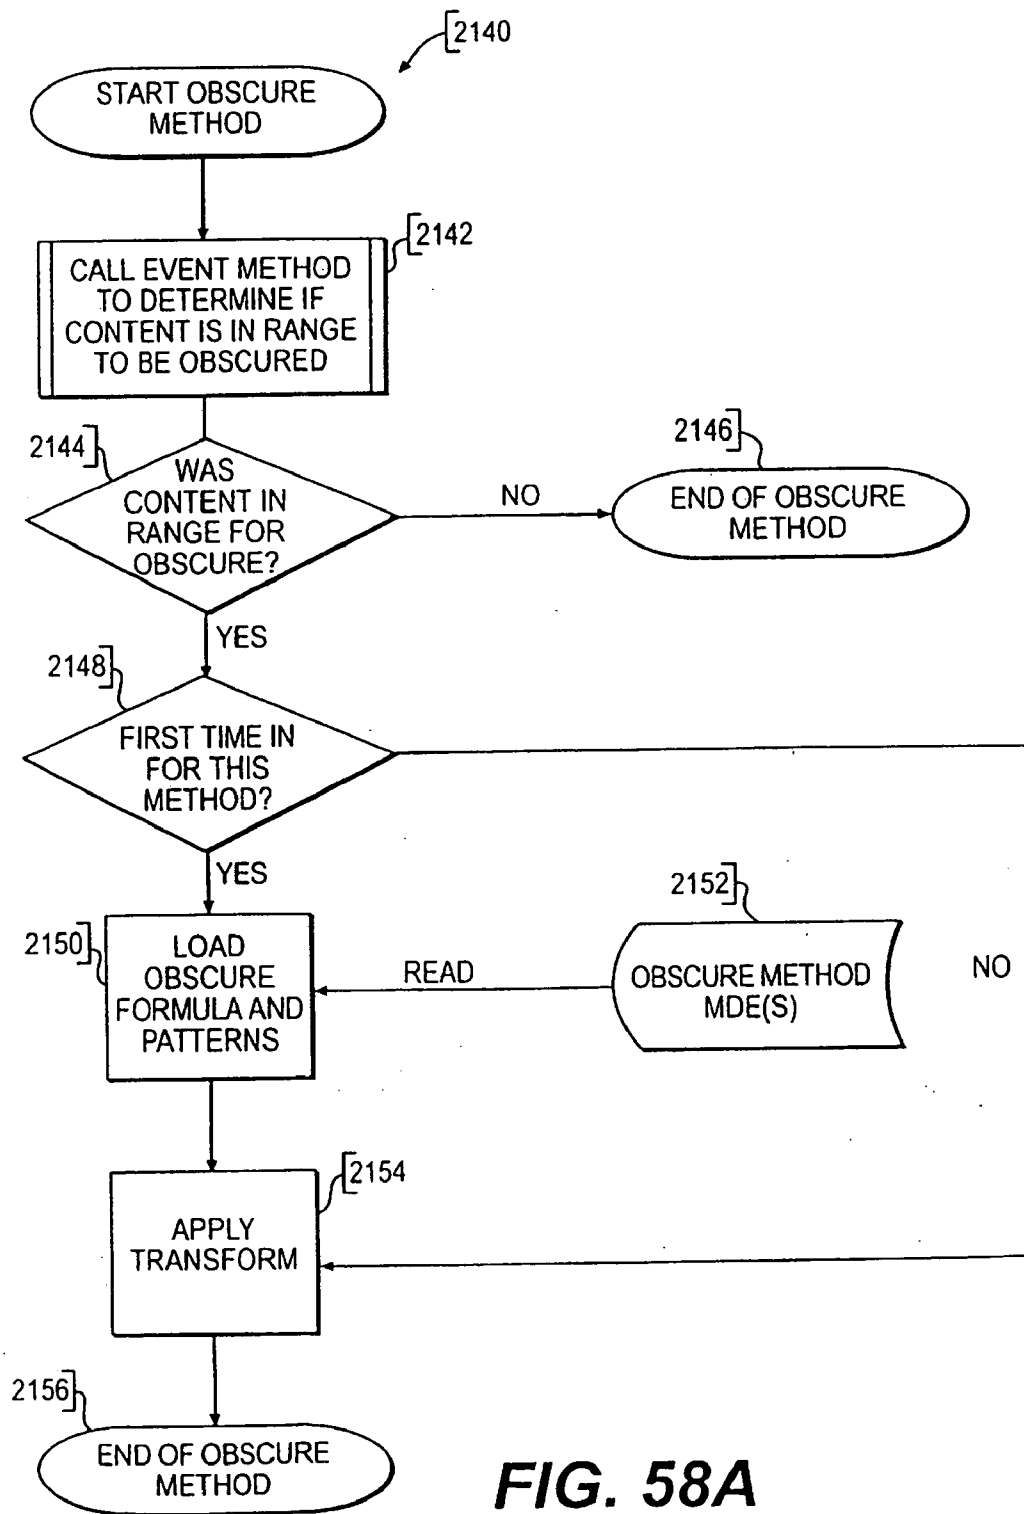 2140
START OBSCURE
METHOD
2142
CALL EVENT METHOD
TO DETERMINE IF
CONTENT IS IN RANGE
TO BE OBSCURED
2144
WAS
CONTENT IN
RANGE FOR
OBSCURE?
NO
2146
END OF OBSCURE
METHOD
YES
2148
FIRST TIME IN
FOR THIS
METHOD?
YES
2150
LOAD
OBSCURE
FORMULA AND
PATTERNS
READ
2152
OBSCURE METHOD
MDE(S)
NO
2154
APPLY
TRANSFORM
2156
END OF OBSCURE
METHOD
FIG. 58A